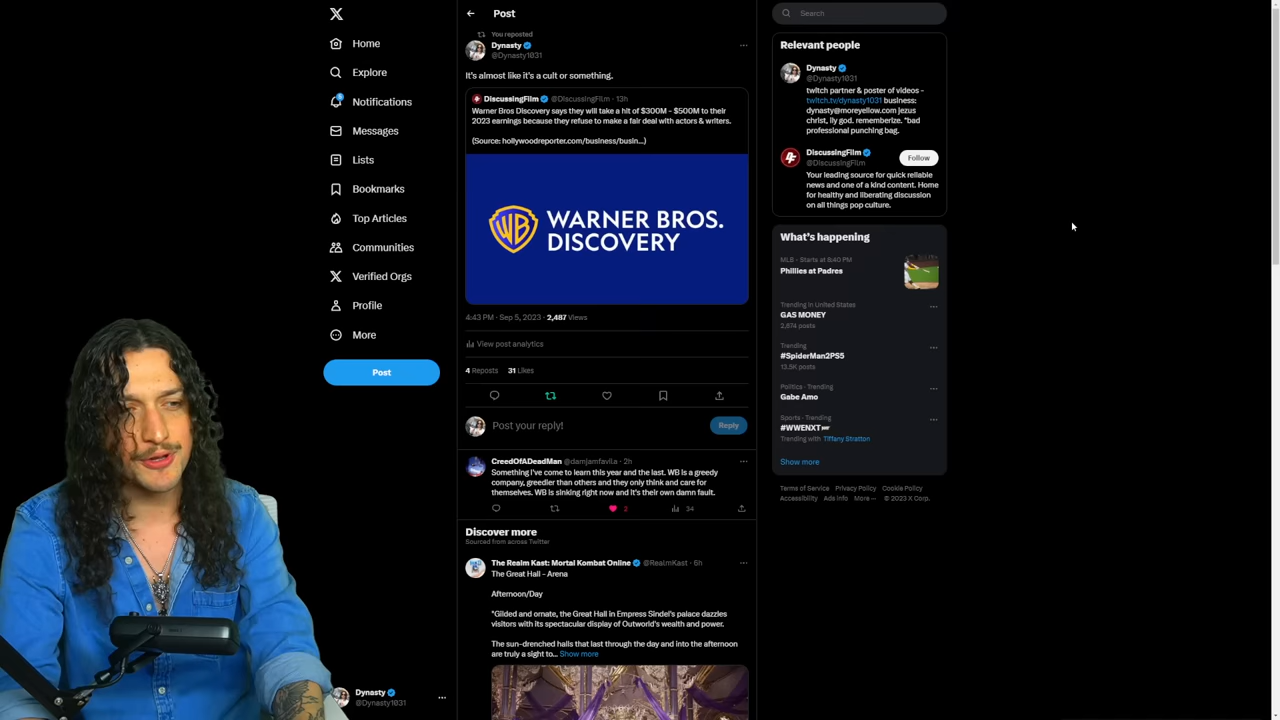 Home
Explore
5
Notifications
Messages
Lists
Bookmarks
Top Articles
Communities
Verified Orgs
Profile
More
Post
Dynasty
@Dynasty1031
Post
You reposted
Dynasty
@Dynasty1031
It's almost like it's a cult or something.
DiscussingFilm @DiscussingFilm · 13h
Warner Bros Discovery says they will take a hit of $300M - $500M to their
2023 earnings because they refuse to make a fair deal with actors & writers.
(Source: hollywoodreporter.com/business/busin...)
WB WARNER BROS.
DISCOVERY
4:43 PM · Sep 5, 2023 · 2,487 Views
View post analytics
4 Reposts 31 Likes
Post your reply!
Reply
CreedOfADeadMan @damjamfavila · 2h
Something I've come to learn this year and the last. WB is a greedy
company, greedier than others and they only think and care for
themselves. WB is sinking right now and it's their own damn fault.
2 34
Discover more
Sourced from across Twitter
The Realm Kast: Mortal Kombat Online @RealmKast · 6h
The Great Hall - Arena
Afternoon/Day
"Gilded and ornate, the Great Hall in Empress Sindel's palace dazzles
visitors with its spectacular display of Outworld's wealth and power.
The sun-drenched halls that last through the day and into the afternoon
are truly a sight to... Show more
Search
Relevant people
Dynasty
@Dynasty1031
twitch partner & poster of videos -
twitch.tv/dynasty1031 business:
dynasty@moreyellow.com jezus
christ, lly god. rememberize. *bad
professional punching bag.
DiscussingFilm
@DiscussingFilm
Follow
Your leading source for quick reliable
news and one of a kind content. Home
for healthy and liberating discussion
on all things pop culture.
What's happening
MLB · Starts at 8:40 PM
Phillies at Padres
Trending in United States
GAS MONEY
2,674 posts
Trending
#SpiderMan2PS5
13.5K posts
Politics · Trending
Gabe Amo
Sports · Trending
#WWENXT
Trending with Tiffany Stratton
Show more
Terms of Service Privacy Policy Cookie Policy
Accessibility Ads info More ··· © 2023 X Corp.